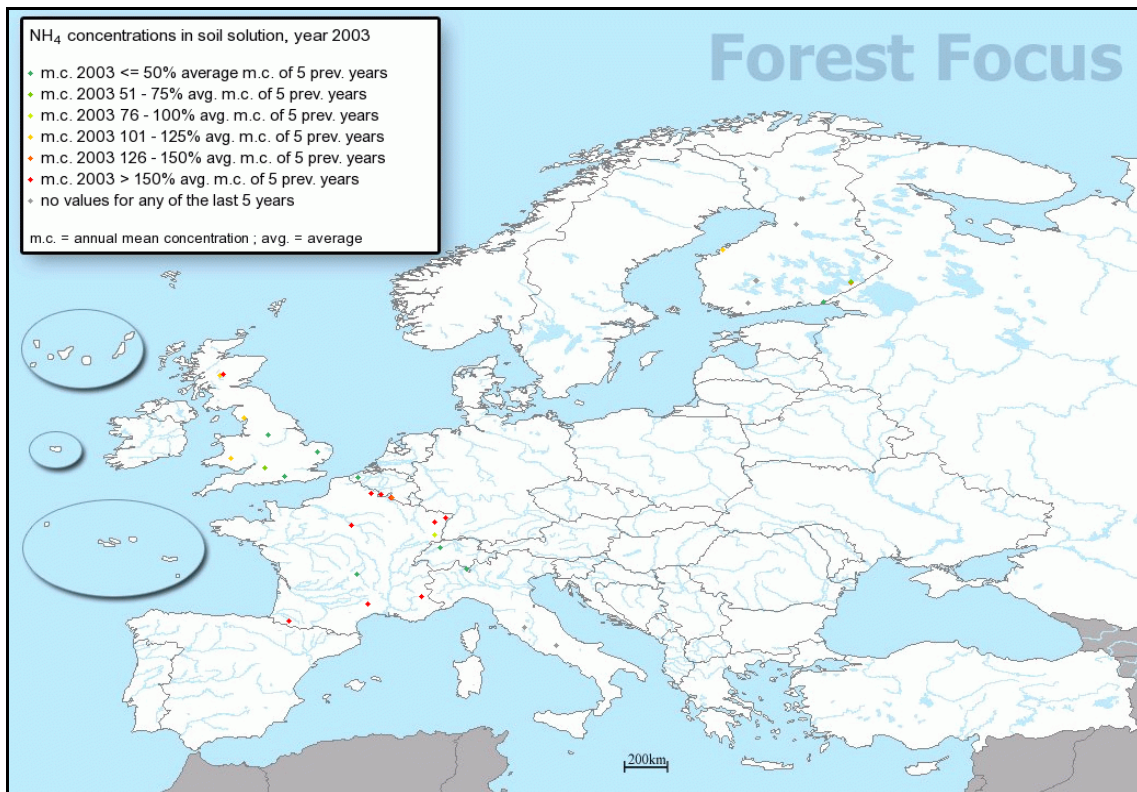 NH₄ concentrations in soil solution, year 2003
m.c. 2003 <= 50% average m.c. of 5 prev. years
m.c. 2003 51 - 75% avg. m.c. of 5 prev. years
m.c. 2003 76 - 100% avg. m.c. of 5 prev. years
m.c. 2003 101 - 125% avg. m.c. of 5 prev. years
m.c. 2003 126 - 150% avg. m.c. of 5 prev. years
m.c. 2003 > 150% avg. m.c. of 5 prev. years
no values for any of the last 5 years
m.c. = annual mean concentration ; avg. = average
Forest Focus
200km